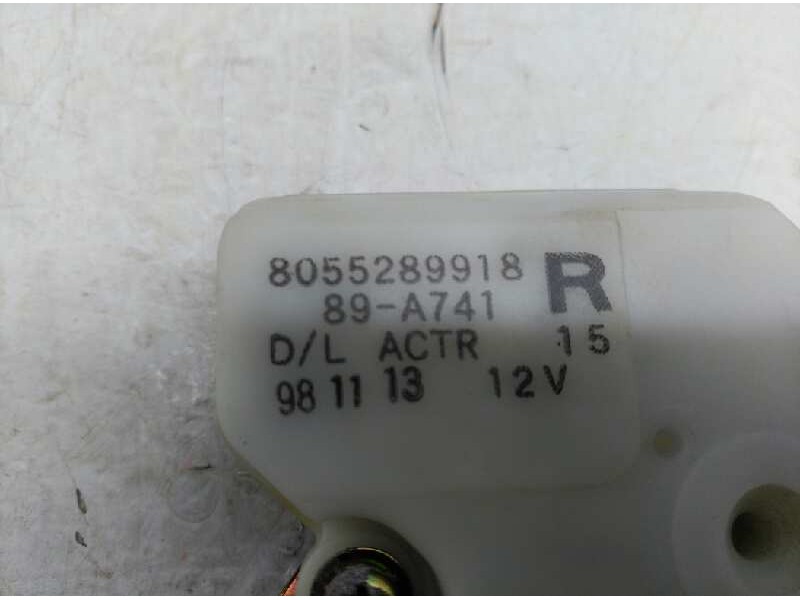 8055289918 R
89-A741
D/L ACTR 15
98 11 13 12V